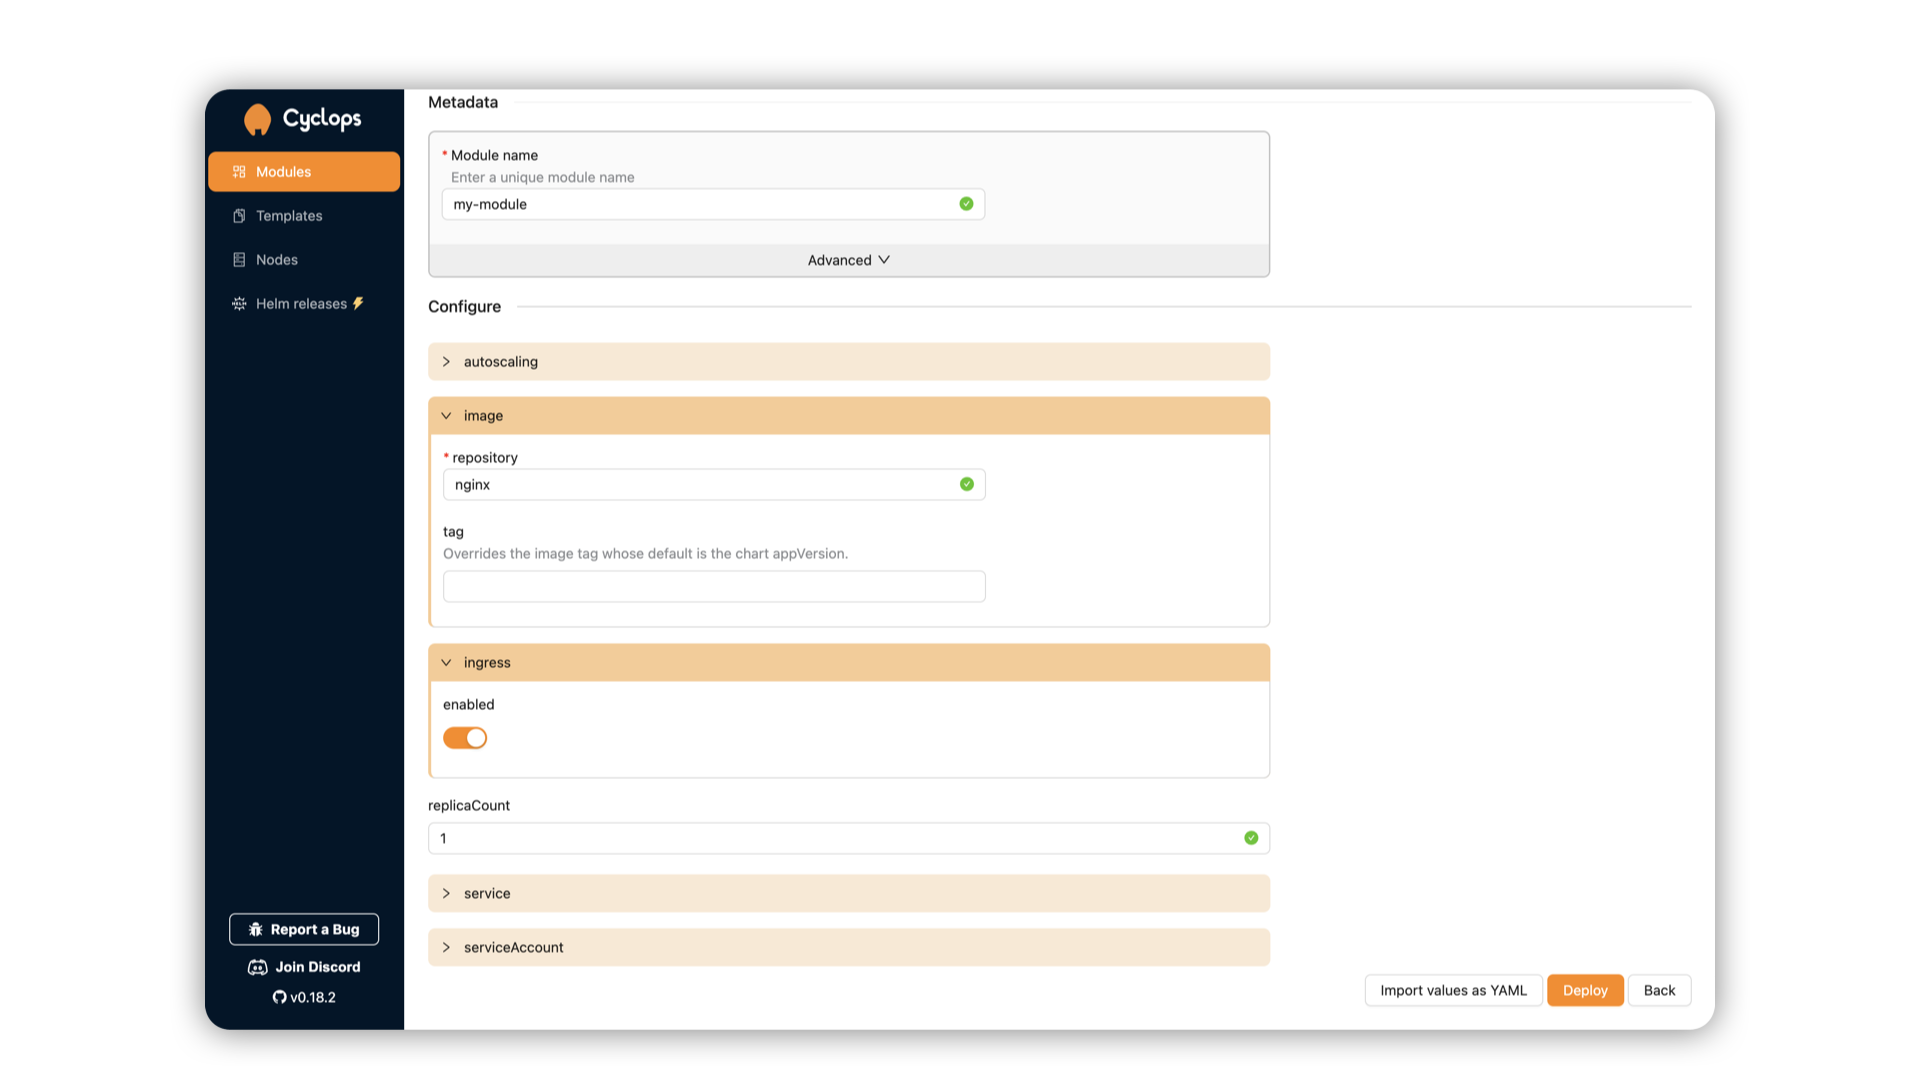 Cyclops
Modules
Templates
Nodes
Helm releases
Report a Bug
Join Discord
v0.18.2
Metadata
* Module name
Enter a unique module name
my-module
Advanced
Configure
autoscaling
image
* repository
nginx
tag
Overrides the image tag whose default is the chart appVersion.
ingress
enabled
replicaCount
1
service
serviceAccount
Import values as YAML
Deploy
Back